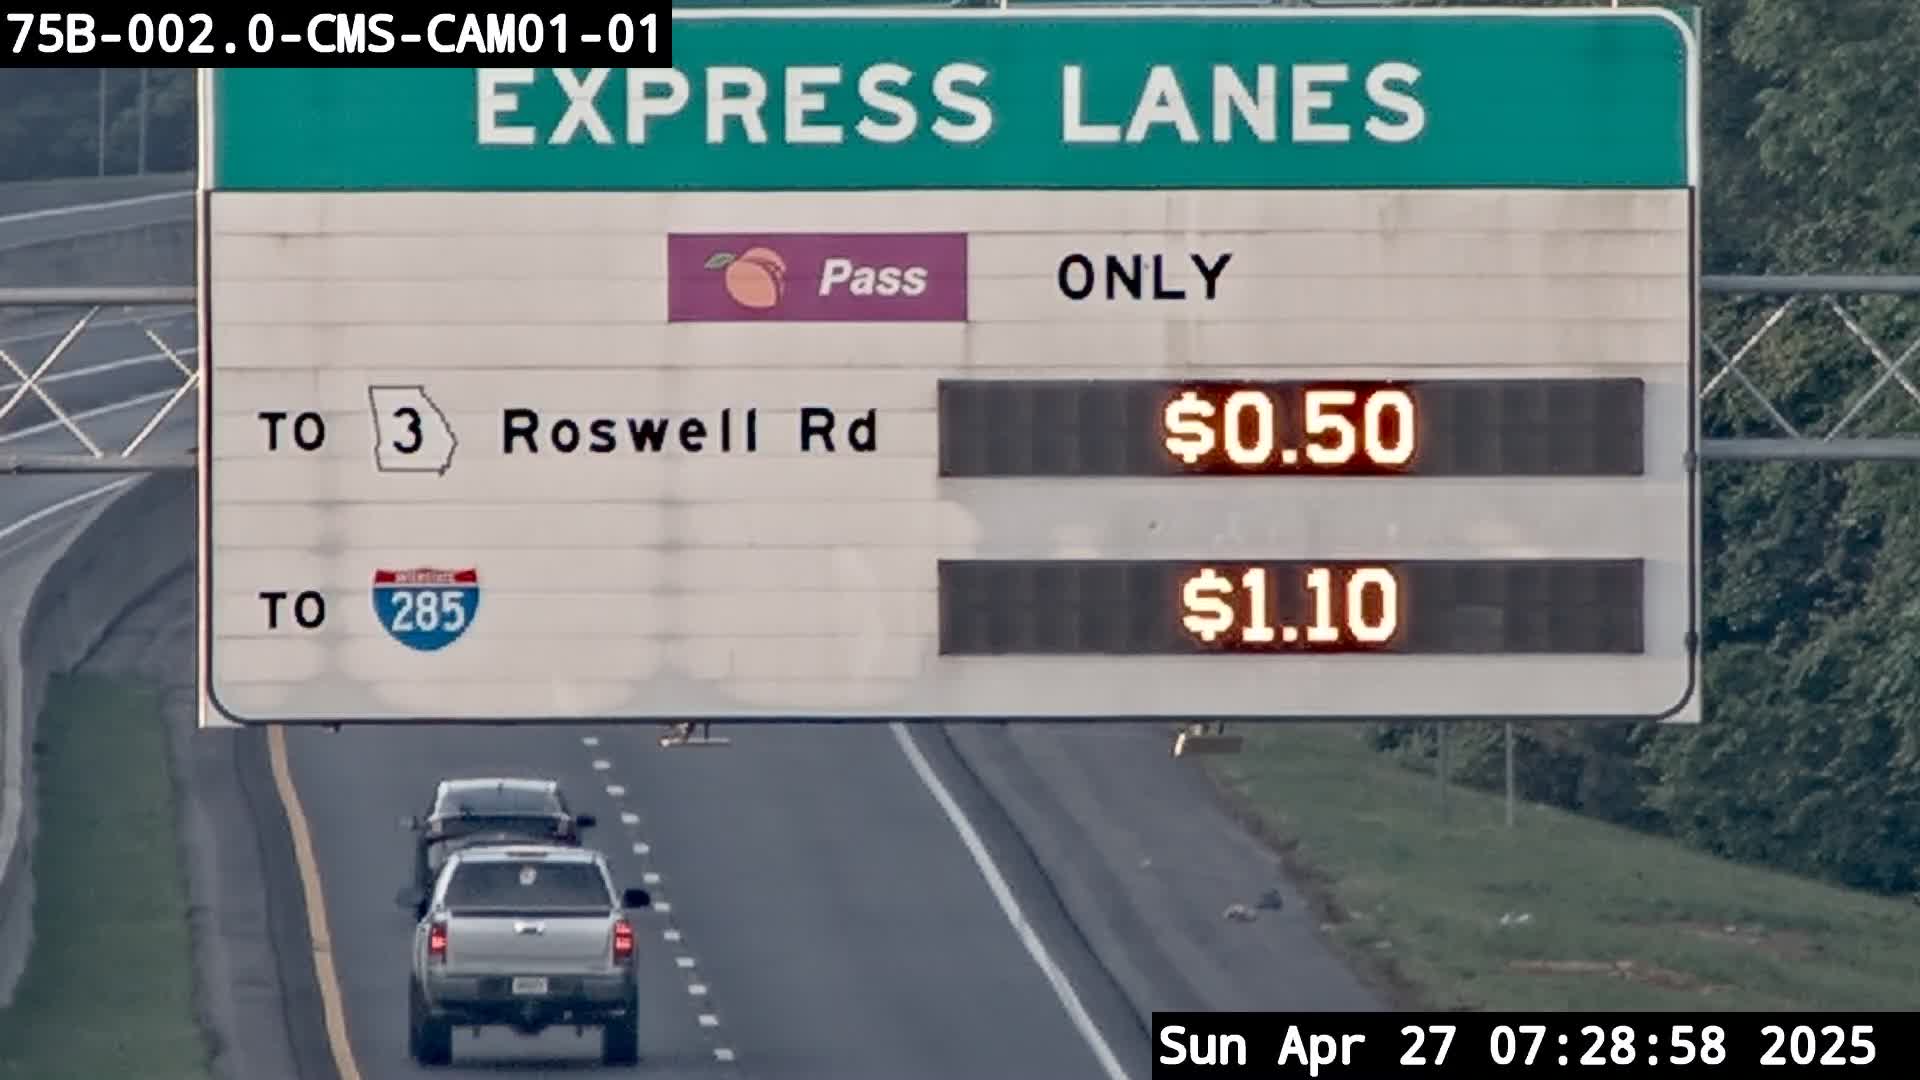 75B-002.0-CMS-CAM01-01
EXPRESS LANES
Pass ONLY
TO 3 Roswell Rd $0.50
TO INTERSTATE 285 $1.10
Sun Apr 27 07:28:58 2025